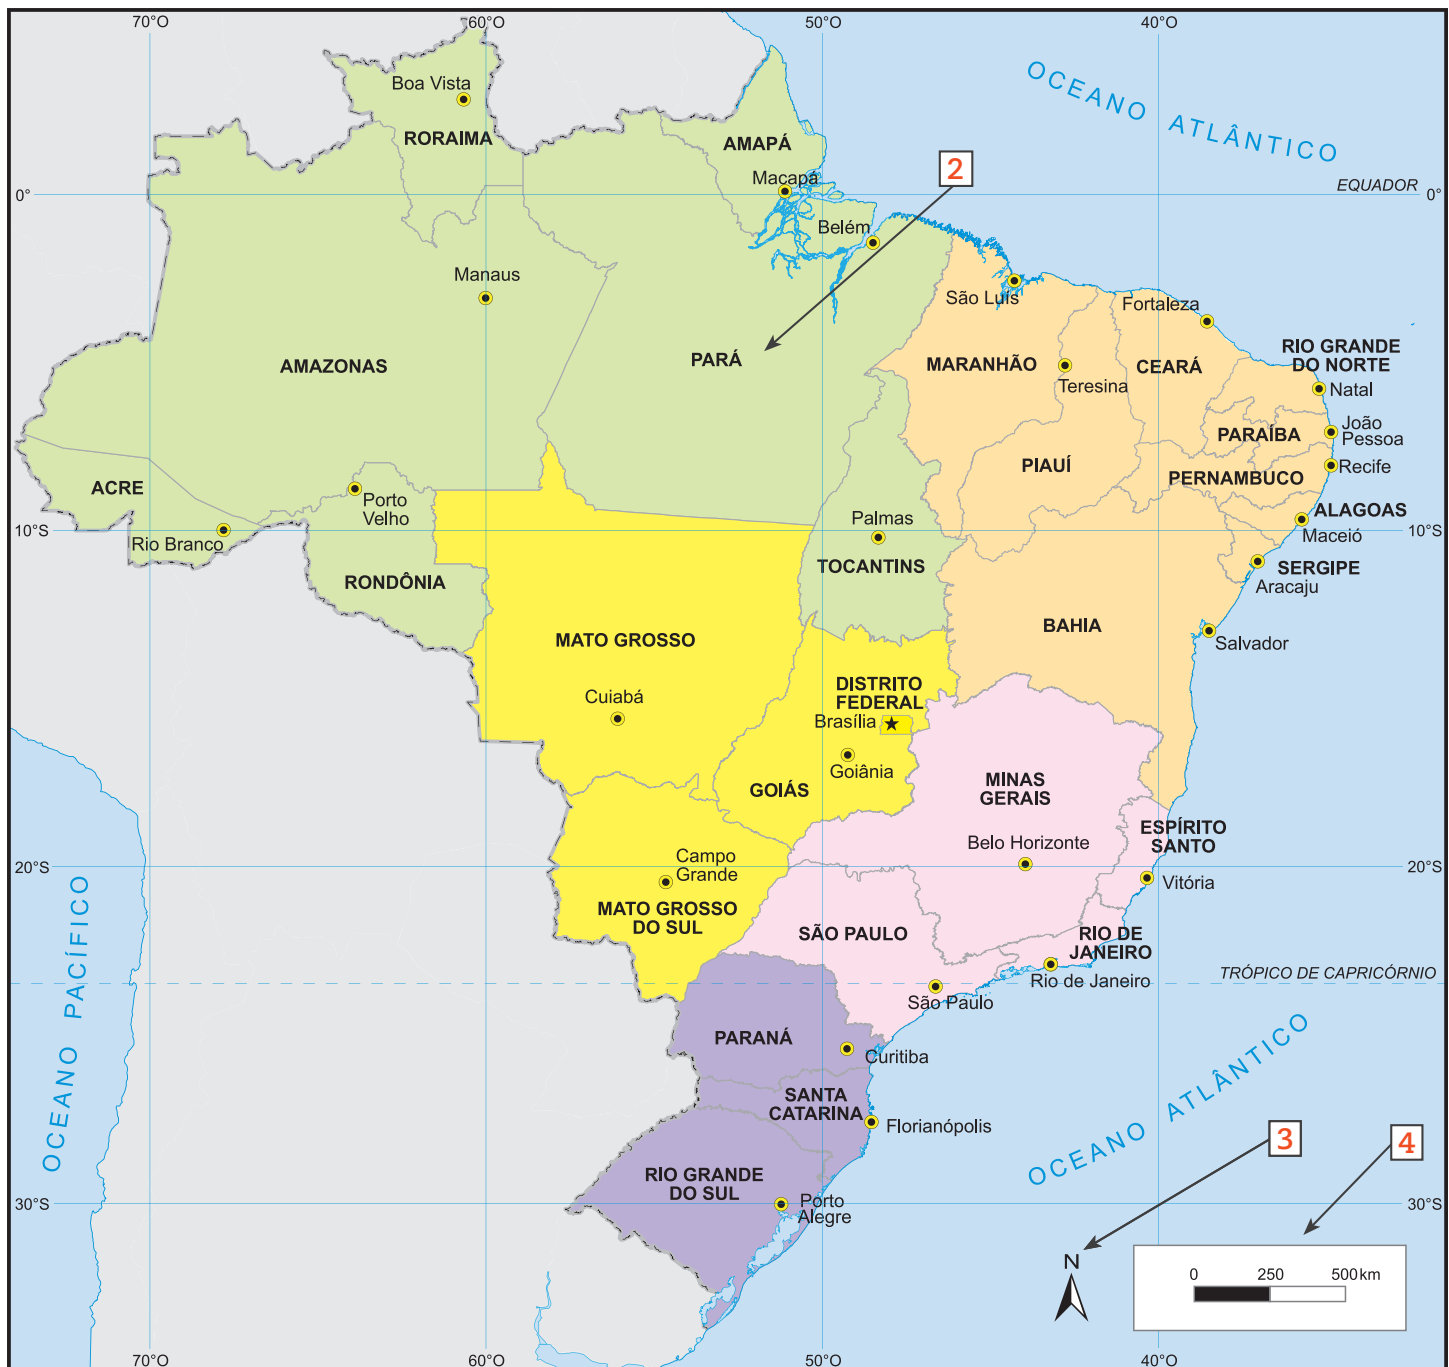 70°O
60°O
50°O
40°O
OCEANO ATLÂNTICO
Boa Vista
RORAIMA
AMAPÁ
2
Macapá
EQUADOR
0°
0°
Belém
Manaus
São Luís
Fortaleza
AMAZONAS
PARÁ
MARANHÃO
Teresina
CEARÁ
RIO GRANDE
DO NORTE
Natal
João
Pessoa
PARAÍBA
PIAUÍ
Recife
PERNAMBUCO
ACRE
Porto
Velho
Rio Branco
ALAGOAS
Maceió
Palmas
10°S
10°S
TOCANTINS
SERGIPE
Aracaju
RONDÔNIA
MATO GROSSO
BAHIA
Salvador
Cuiabá
DISTRITO
FEDERAL
Brasília
Goiânia
GOIÁS
MINAS
GERAIS
Belo Horizonte
ESPÍRITO
SANTO
Vitória
20°S
20°S
Campo
Grande
MATO GROSSO
DO SUL
SÃO PAULO
RIO DE
JANEIRO
Rio de Janeiro
São Paulo
TRÓPICO DE CAPRICÓRNIO
OCEANO PACÍFICO
PARANÁ
Curitiba
OCEANO ATLÂNTICO
SANTA
CATARINA
Florianópolis
3
4
RIO GRANDE
DO SUL
Porto
Alegre
30°S
30°S
N
0 250 500 km
70°O
60°O
50°O
40°O